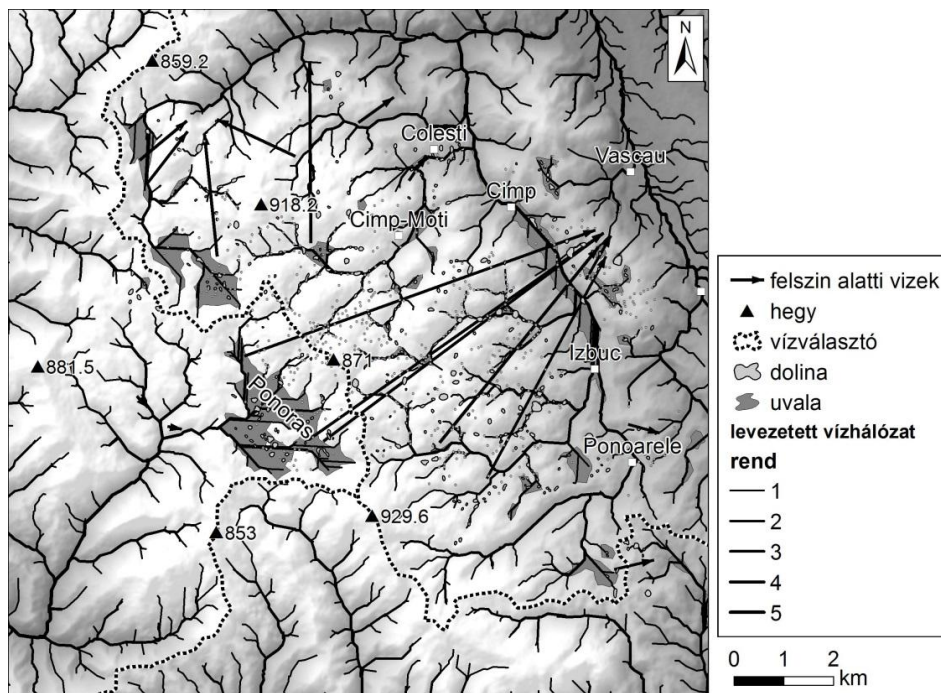 N
859.2
Colesti
Vascau
Cimp
918.2
Cimp-Moti
871
881.5
Izbuc
Ponoras
Ponoarele
929.6
853
felszin alatti vizek
hegy
vízválasztó
dolina
uvala
levezetett vízhálózat
rend
1
2
3
4
5
0 1 2
km